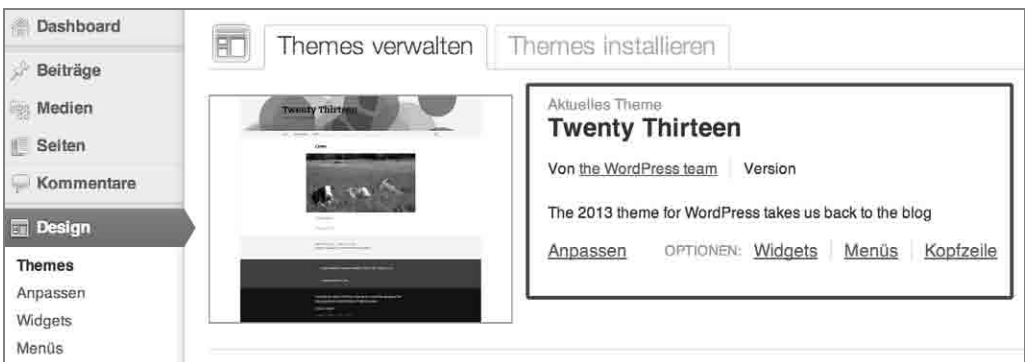 Dashboard
Beiträge
Medien
Seiten
Kommentare
Design
Themes
Anpassen
Widgets
Menüs
Themes verwalten
Themes installieren
Twenty Thirteen
Aktuelles Theme
Twenty Thirteen
Von the WordPress team Version
The 2013 theme for WordPress takes us back to the blog
Anpassen OPTIONEN: Widgets Menüs Kopfzeile